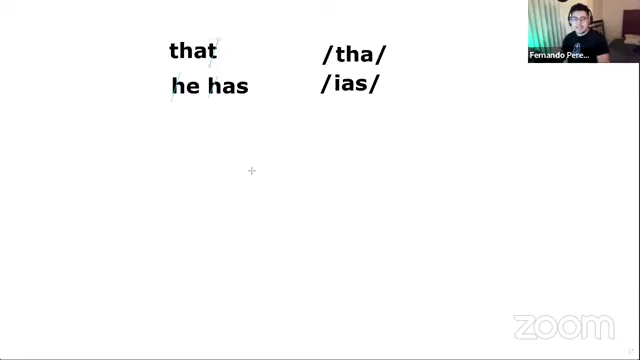 that /tha/
he has /ias/
Fernando Pere...
zoom